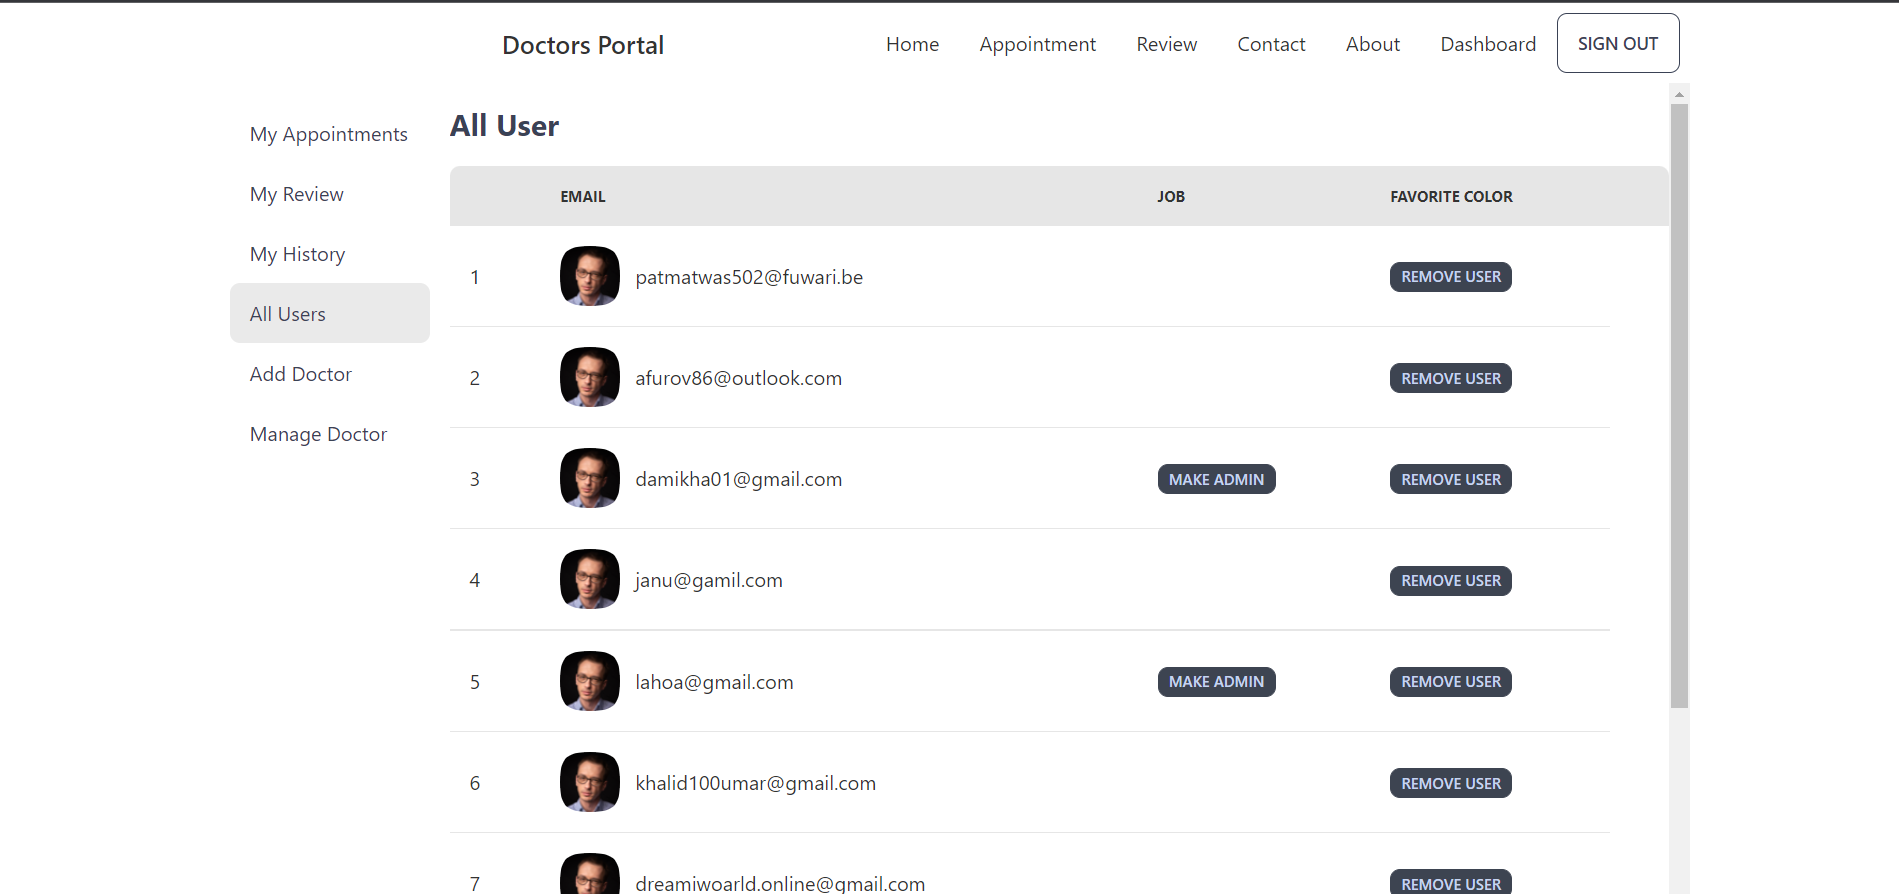 Doctors Portal Home Appointment Review Contact About Dashboard SIGN OUT
My Appointments
My Review
My History
All Users
Add Doctor
Manage Doctor
All User
EMAIL JOB FAVORITE COLOR
1 patmatwas502@fuwari.be REMOVE USER
2 afurov86@outlook.com REMOVE USER
3 damikha01@gmail.com MAKE ADMIN REMOVE USER
4 janu@gamil.com REMOVE USER
5 lahoa@gmail.com MAKE ADMIN REMOVE USER
6 khalid100umar@gmail.com REMOVE USER
7 dreamiwoarld.online@gmail.com REMOVE USER